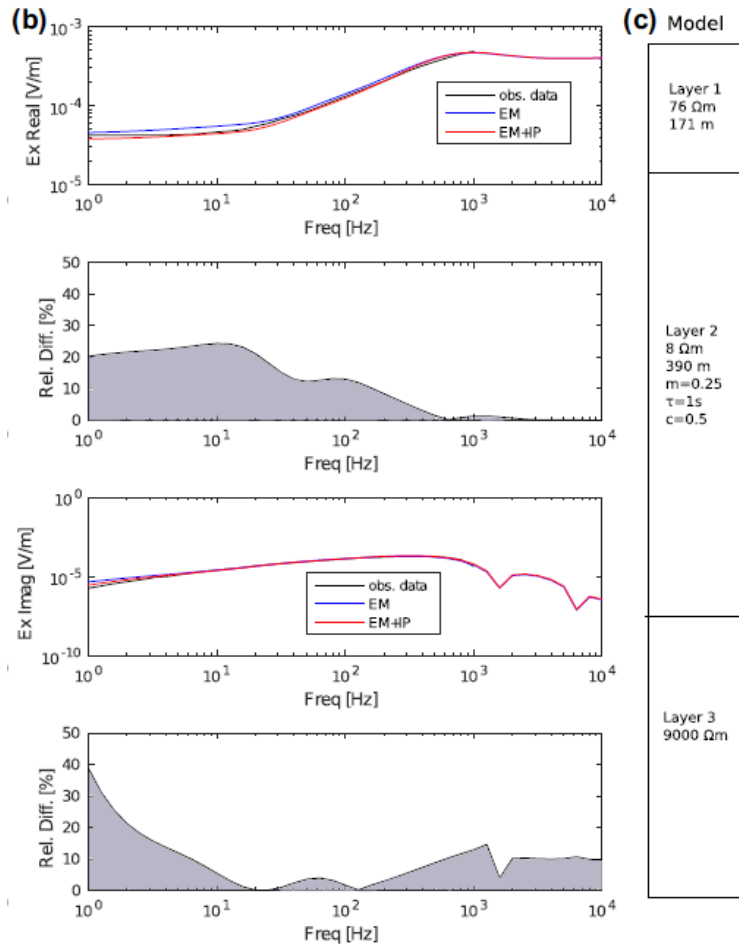 (b)
10^-3
10^-4
10^-5
Ex Real [V/m]
obs. data
EM
EM+IP
10^0 10^1 10^2 10^3 10^4
Freq [Hz]
50
40
30
20
10
0
Rel. Diff. [%]
10^0 10^1 10^2 10^3 10^4
Freq [Hz]
10^0
10^-5
10^-10
Ex Imag [V/m]
obs. data
EM
EM+IP
10^0 10^1 10^2 10^3 10^4
Freq [Hz]
50
40
30
20
10
0
Rel. Diff. [%]
10^0 10^1 10^2 10^3 10^4
Freq [Hz]
(c) Model
Layer 1
76 Ωm
171 m
Layer 2
8 Ωm
390 m
m=0.25
τ=1s
c=0.5
Layer 3
9000 Ωm